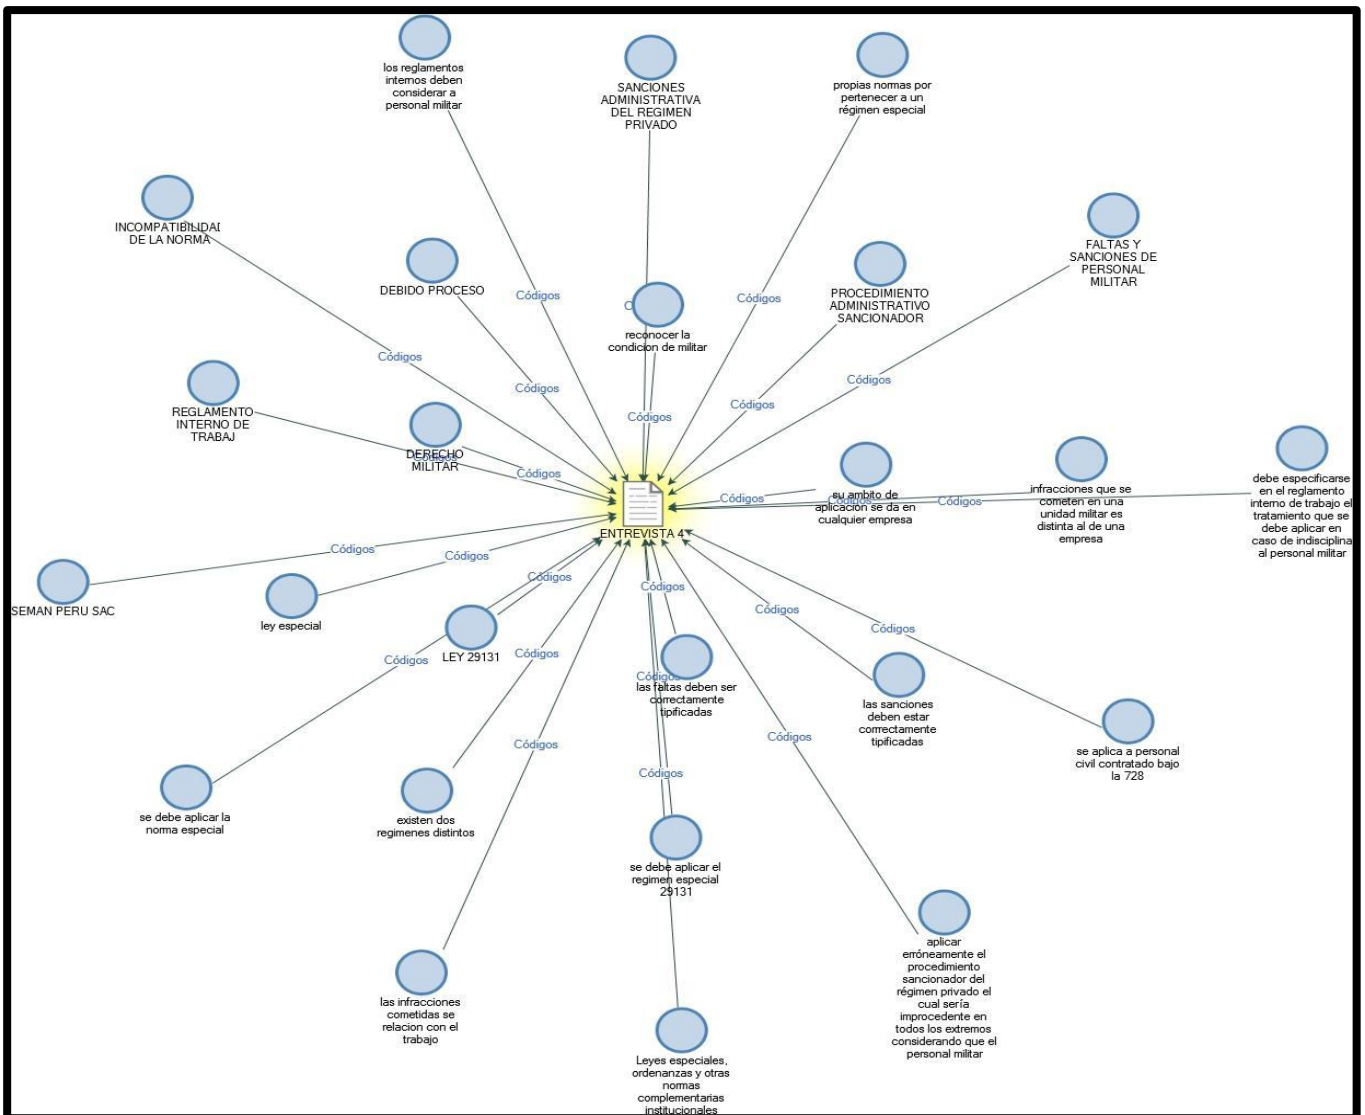 los reglamentos
internos deben
considerar a
personal militar
SANCIONES
ADMINISTRATIVA
DEL REGIMEN
PRIVADO
propias normas por
pertenecer a un
régimen especial
INCOMPATIBILIDAI
DE LA NORMA
DEBIDO PROCESO
Códigos
reconocer la
condicion de militar
Códigos
PROCEDIMIENTO
ADMINISTRATIVO
SANCIONADOR
FALTAS Y
SANCIONES DE
PERSONAL
MILITAR
Códigos
Códigos
Códigos
REGLAMENTO
INTERNO DE
TRABAJ
DERECHO
MILITAR
Códigos
Códigos
Códigos
Códigos
Códigos
ENTREVISTA 4
Códigos
su ambito de
aplicación se da en
cualquier empresa
Códigos
infracciones que se
cometen en una
unidad militar es
distinta al de una
empresa
Códigos
debe especificarse
en el reglamento
interno de trabajo el
tratamiento que se
debe aplicar en
caso de indisciplina
al personal militar
SEMAN PERU SAC
Códigos
ley especial
Códigos
Códigos
LEY 29131
Códigos
Códigos
Códigos
Códigos
las faltas deben ser
correctamente
tipificadas
Códigos
las sanciones
deben estar
comrectamente
tipificadas
Códigos
se aplica a personal
civil contratado bajo
la 728
se debe aplicar la
norma especial
existen dos
regimenes distintos
Códigos
Códigos
Códigos
se debe aplicar el
regimen especial
29131
las infracciones
cometidas se
relacion con el
trabajo
Leyes especiales,
ordenanzas y otras
normas
complementarias
institucionales
aplicar
erróneamente el
procedimiento
sancionador del
régimen privado el
cual sería
improcedente en
todos los extremos
considerando que el
personal militar